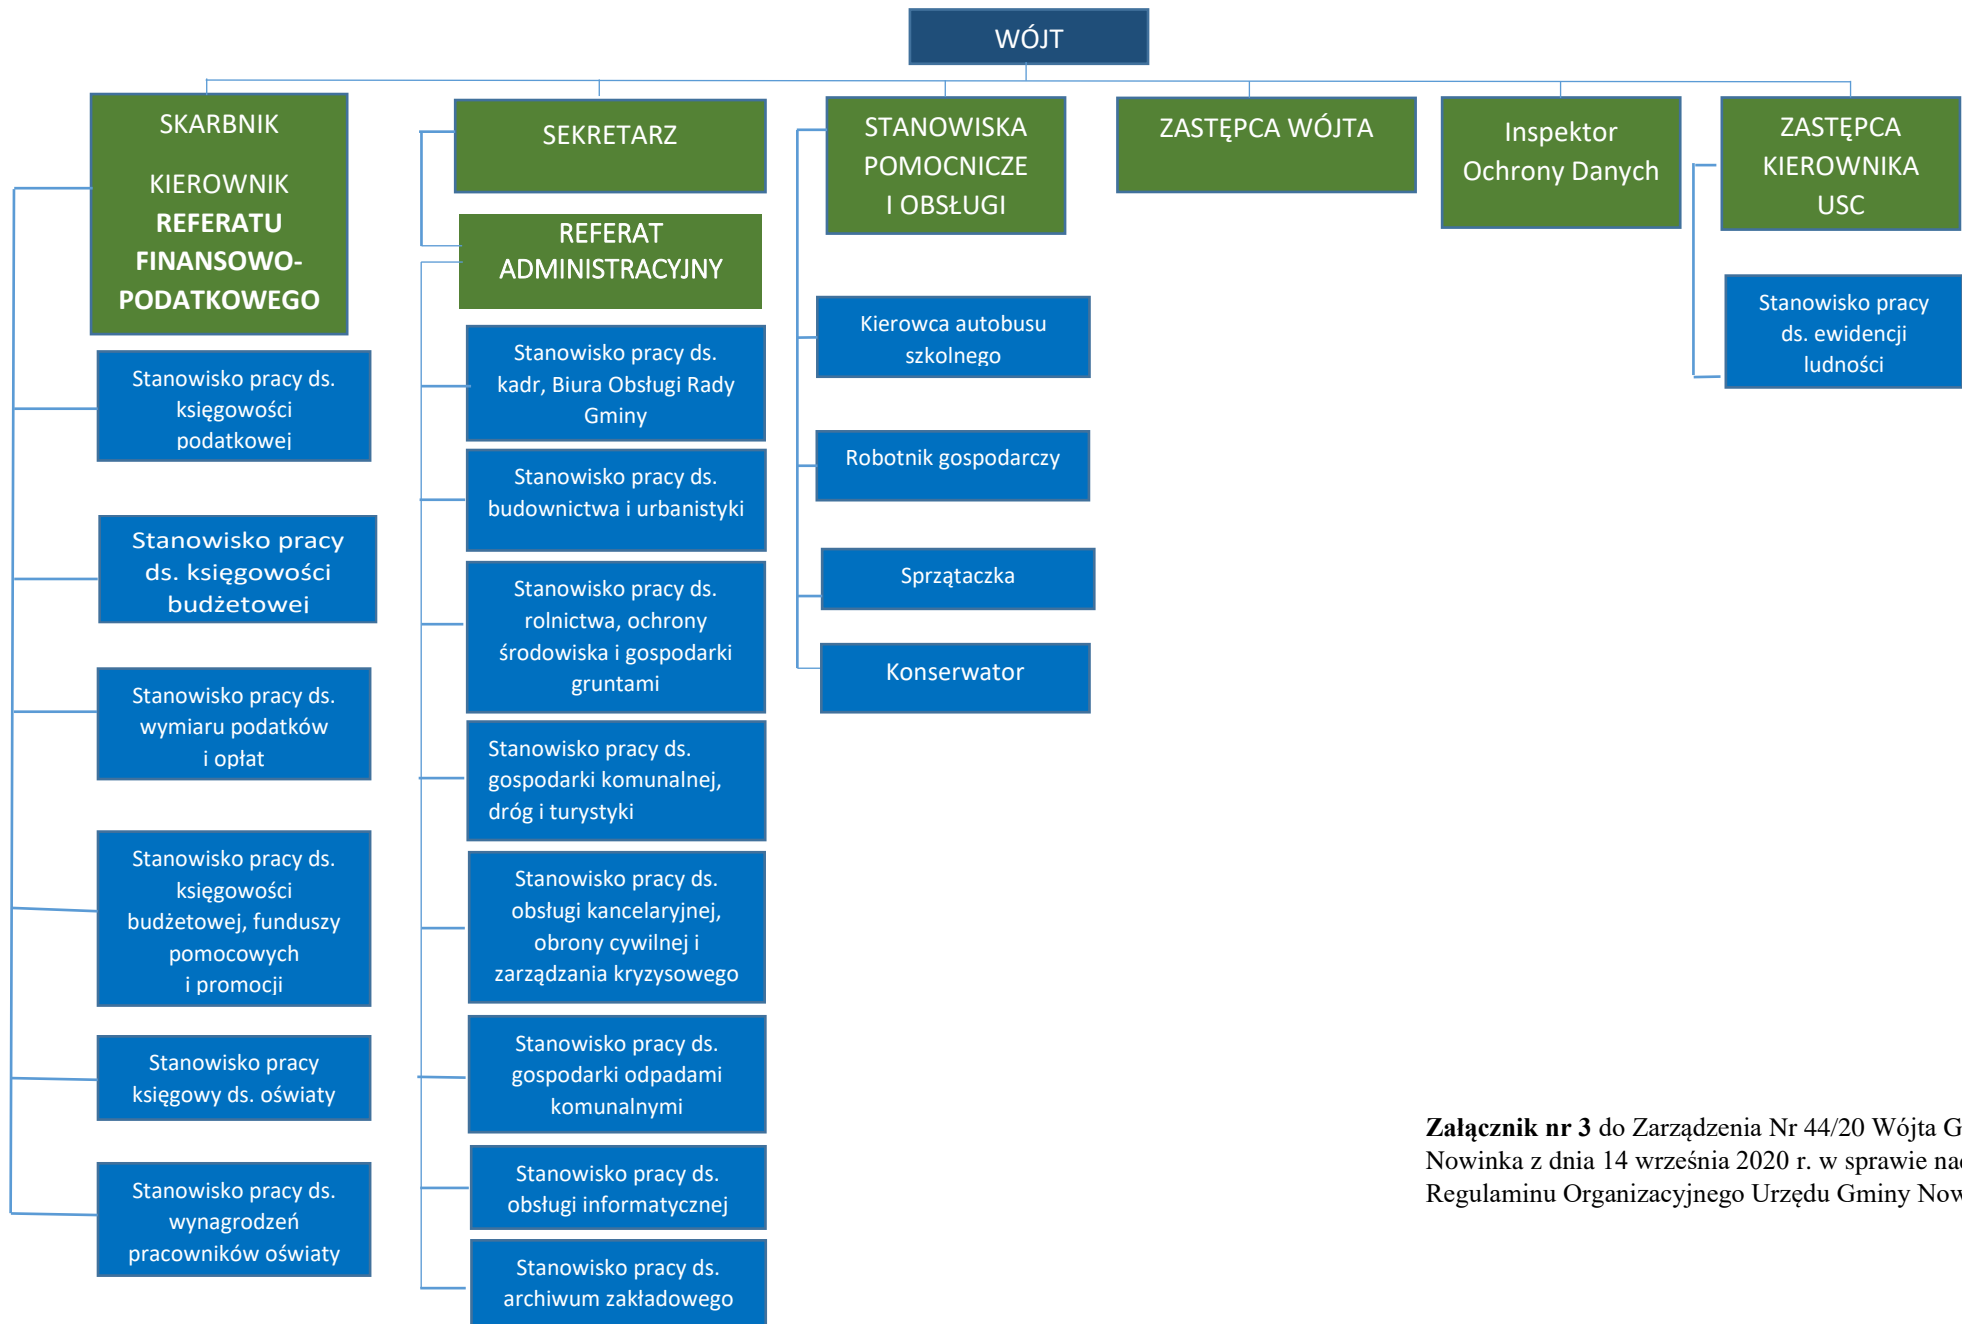 WÓJT
SKARBNIK
KIEROWNIK
REFERATU
FINANSOWO-
PODATKOWEGO
Stanowisko pracy ds.
księgowości
podatkowej
Stanowisko pracy
ds. księgowości
budżetowej
Stanowisko pracy ds.
wymiaru podatków
i opłat
Stanowisko pracy ds.
księgowości
budżetowej, funduszy
pomocowych
i promocji
Stanowisko pracy
księgowy ds. oświaty
Stanowisko pracy ds.
wynagrodzeń
pracowników oświaty
SEKRETARZ
REFERAT
ADMINISTRACYJNY
Stanowisko pracy ds.
kadr, Biura Obsługi Rady
Gminy
Stanowisko pracy ds.
budownictwa i urbanistyki
Stanowisko pracy ds.
rolnictwa, ochrony
środowiska i gospodarki
gruntami
Stanowisko pracy ds.
gospodarki komunalnej,
dróg i turystyki
Stanowisko pracy ds.
obsługi kancelaryjnej,
obrony cywilnej i
zarządzania kryzysowego
Stanowisko pracy ds.
gospodarki odpadami
komunalnymi
Stanowisko pracy ds.
obsługi informatycznej
Stanowisko pracy ds.
archiwum zakładowego
STANOWISKA
POMOCNICZE
I OBSŁUGI
Kierowca autobusu
szkolnego
Robotnik gospodarczy
Sprzątaczka
Konserwator
ZASTĘPCA WÓJTA
Inspektor
Ochrony Danych
ZASTĘPCA
KIEROWNIKA
USC
Stanowisko pracy
ds. ewidencji
ludności
Załącznik nr 3 do Zarządzenia Nr 44/20 Wójta G
Nowinka z dnia 14 września 2020 r. w sprawie na
Regulaminu Organizacyjnego Urzędu Gminy Now